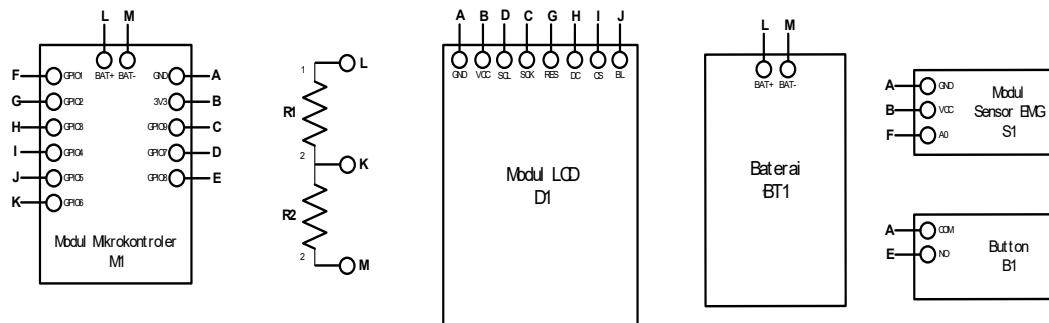 L M
BAT+ BAT-
F GPIO1 GND A
G GPIO2 3V3 B
H GPIO3 GPIO9 C
I GPIO4 GPIO7 D
J GPIO5 GPIO8 E
K GPIO6
Modul Mikrokontroler
M1
1 L
R1
2 K
R2
2 M
A B D C G H I J
GND VCC SCL SCK RES DC CS BL
Modul LCD
D1
L M
BAT+ BAT-
Baterai
BT1
A GND
B VCC
F A0
Modul
Sensor EMG
S1
A COM
E NO
Button
B1